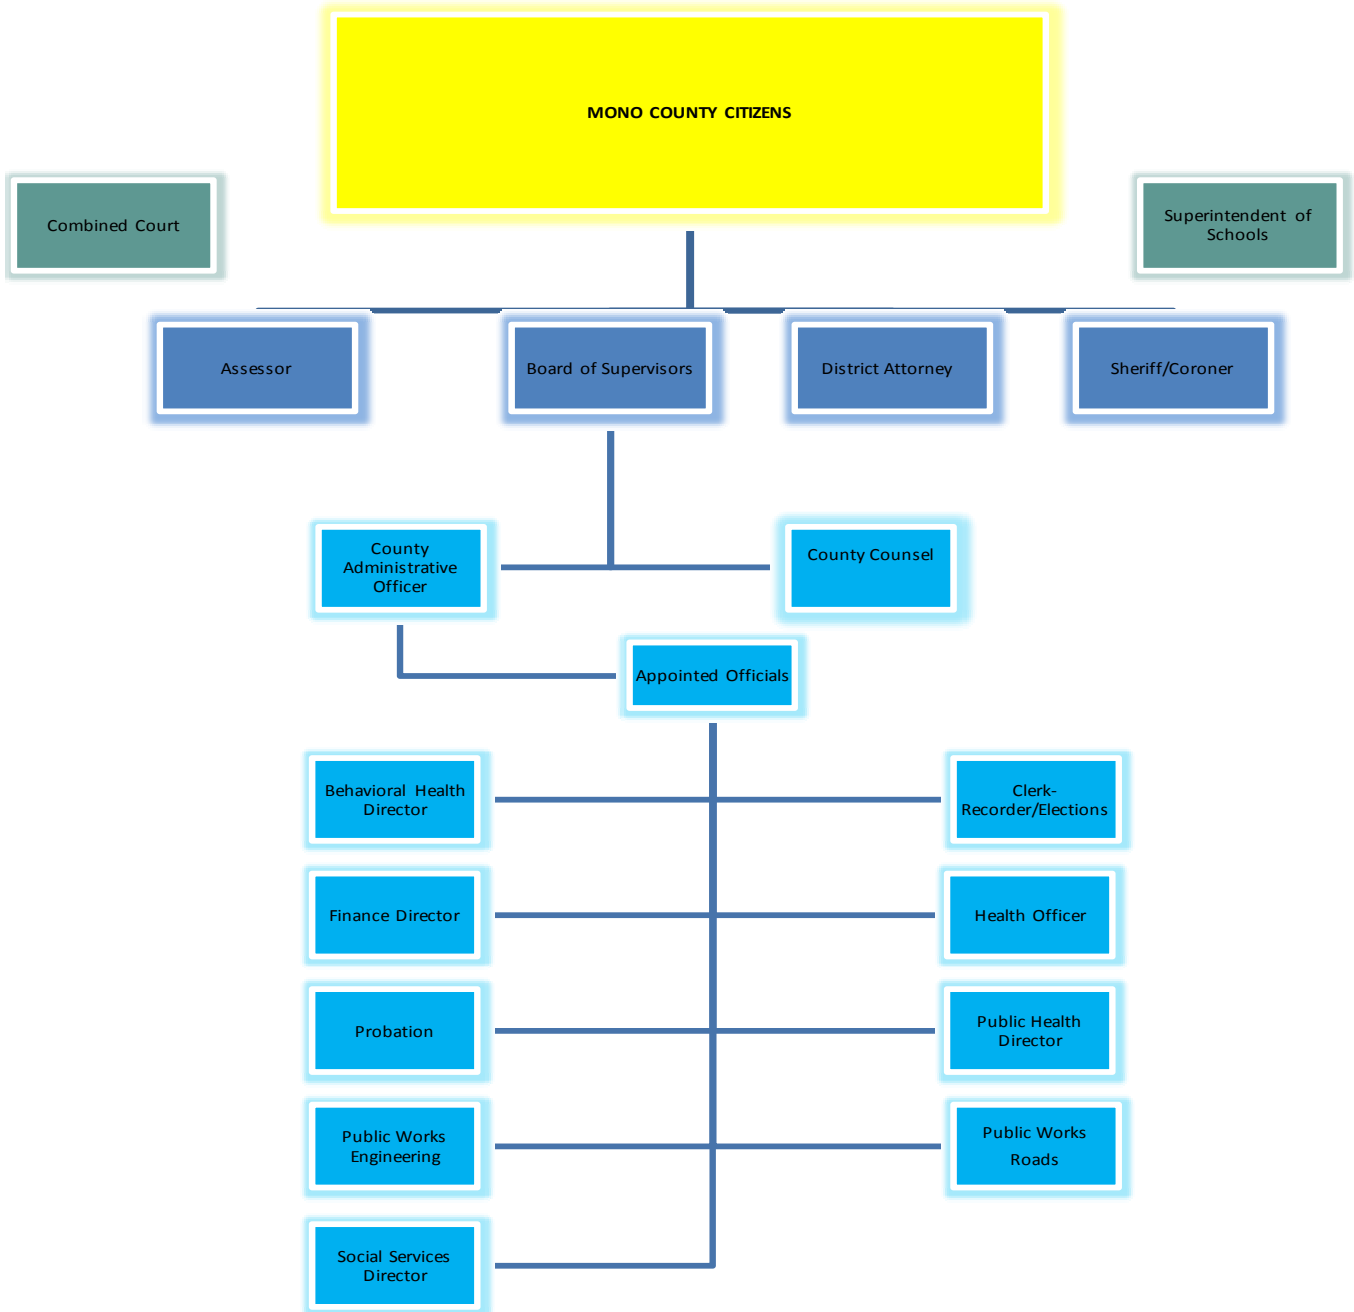 MONO COUNTY CITIZENS
Combined Court
Superintendent of
Schools
Assessor
Board of Supervisors
District Attorney
Sheriff/Coroner
County
Administrative
Officer
County Counsel
Appointed Officials
Behavioral Health
Director
Clerk-
Recorder/Elections
Finance Director
Health Officer
Probation
Public Health
Director
Public Works
Engineering
Public Works
Roads
Social Services
Director